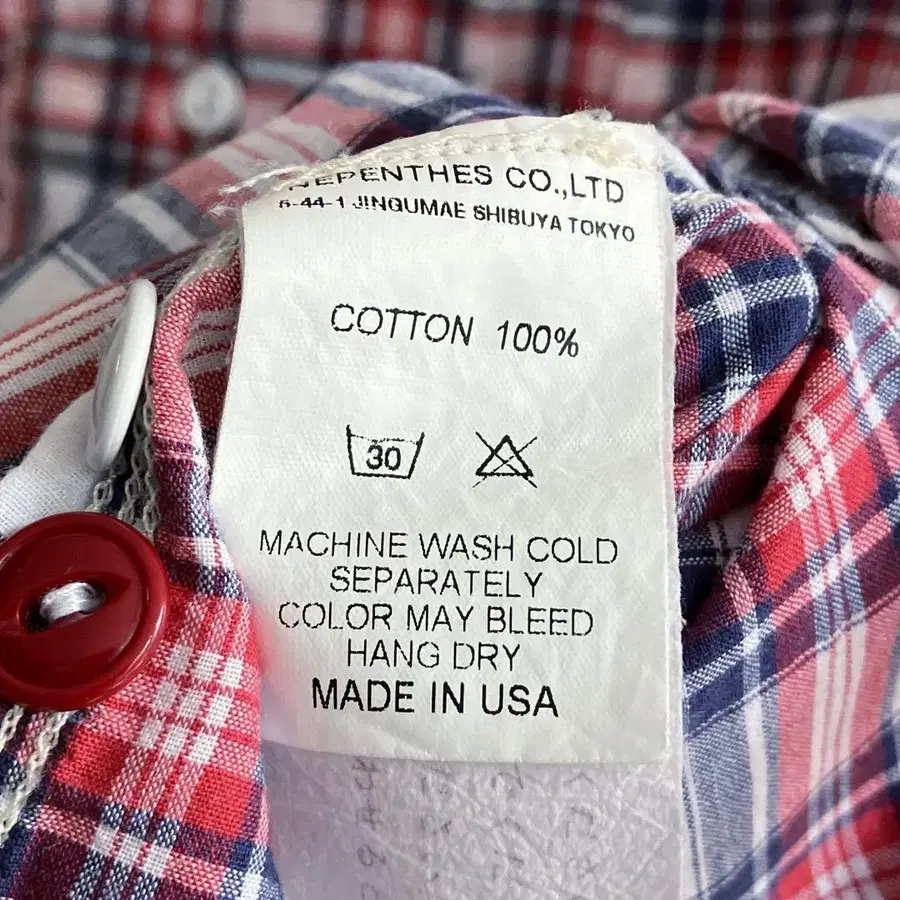 NEPENTHES CO.,LTD
6-44-1 JINGUMAE SHIBUYA TOKYO
COTTON 100%
30
MACHINE WASH COLD
SEPARATELY
COLOR MAY BLEED
HANG DRY
MADE IN USA